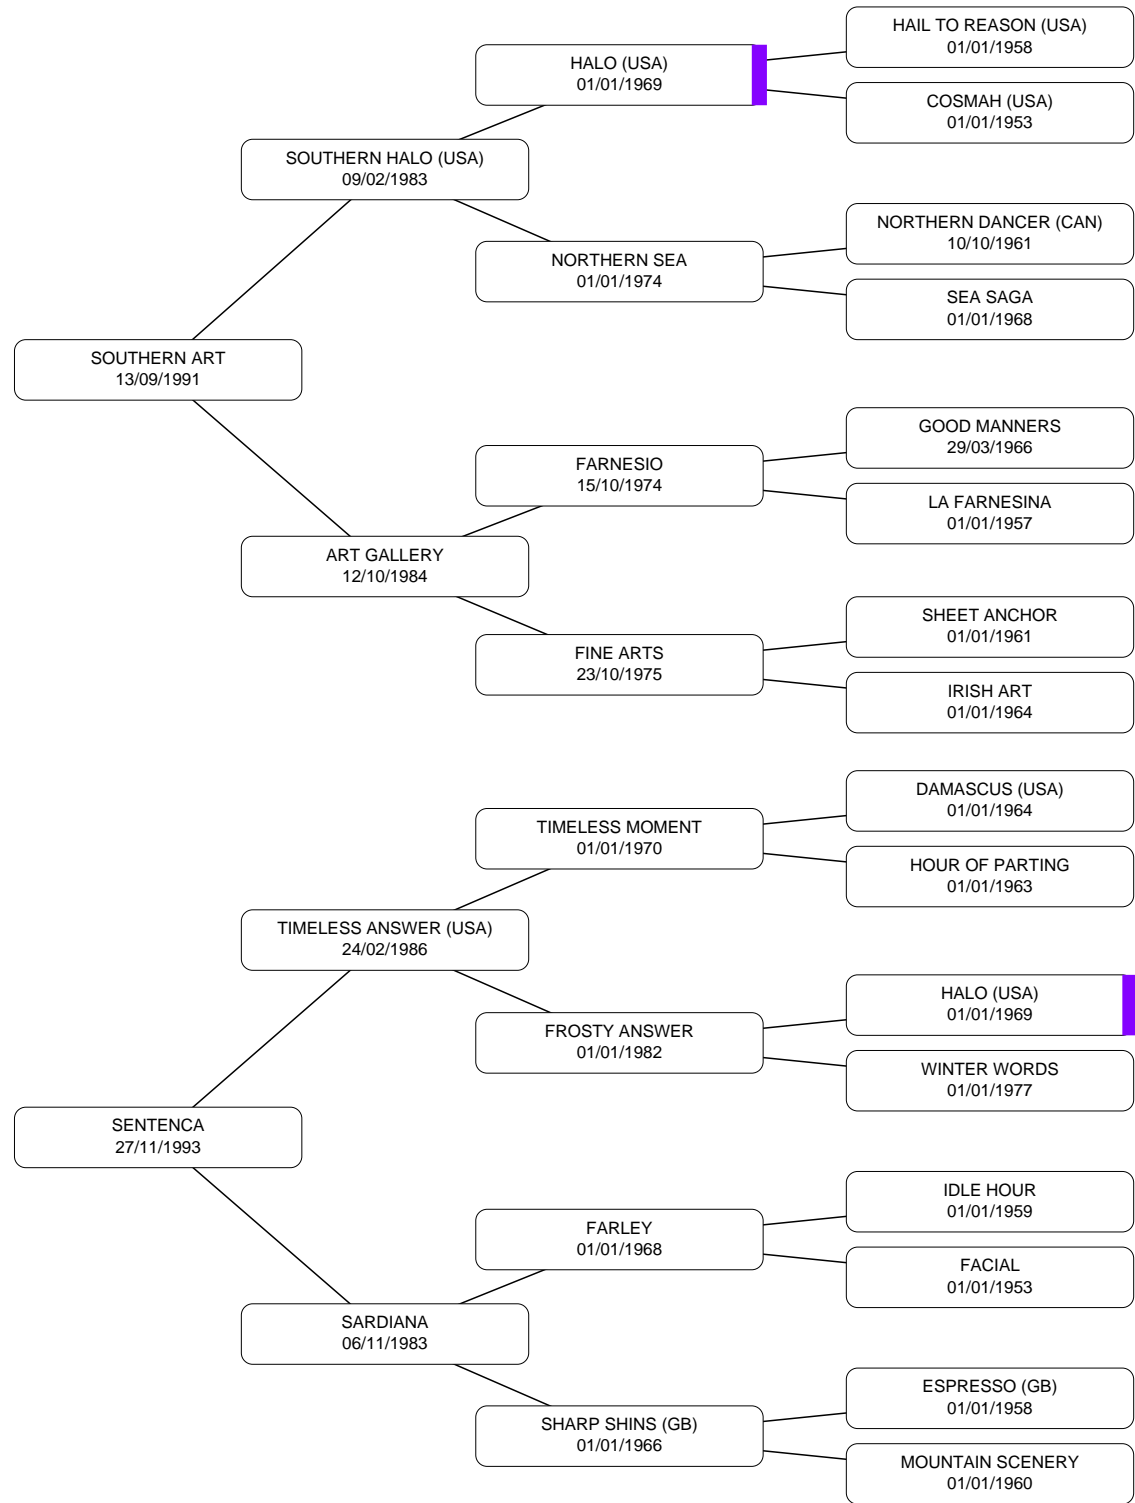 HAIL TO REASON (USA)
01/01/1958
HALO (USA)
01/01/1969
COSMAH (USA)
01/01/1953
SOUTHERN HALO (USA)
09/02/1983
NORTHERN DANCER (CAN)
10/10/1961
NORTHERN SEA
01/01/1974
SEA SAGA
01/01/1968
SOUTHERN ART
13/09/1991
GOOD MANNERS
29/03/1966
FARNESIO
15/10/1974
LA FARNESINA
01/01/1957
ART GALLERY
12/10/1984
SHEET ANCHOR
01/01/1961
FINE ARTS
23/10/1975
IRISH ART
01/01/1964
DAMASCUS (USA)
01/01/1964
TIMELESS MOMENT
01/01/1970
HOUR OF PARTING
01/01/1963
TIMELESS ANSWER (USA)
24/02/1986
HALO (USA)
01/01/1969
FROSTY ANSWER
01/01/1982
WINTER WORDS
01/01/1977
SENTENCA
27/11/1993
IDLE HOUR
01/01/1959
FARLEY
01/01/1968
FACIAL
01/01/1953
SARDIANA
06/11/1983
ESPRESSO (GB)
01/01/1958
SHARP SHINS (GB)
01/01/1966
MOUNTAIN SCENERY
01/01/1960